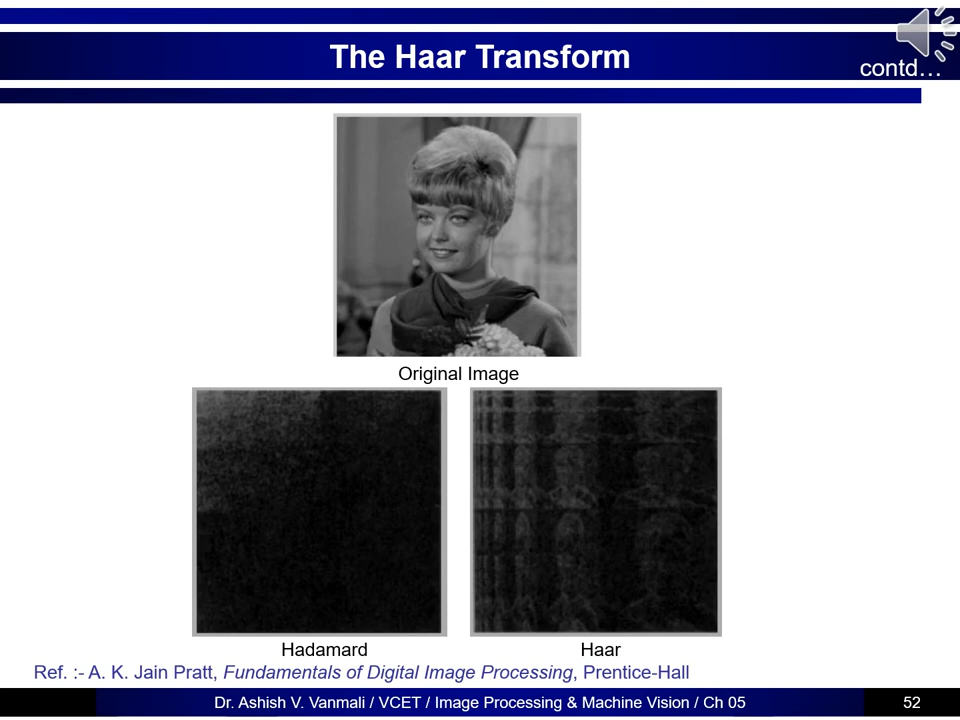 The Haar Transform
contd…
Original Image
Hadamard
Haar
Ref. :- A. K. Jain Pratt, Fundamentals of Digital Image Processing, Prentice-Hall
Dr. Ashish V. Vanmali / VCET / Image Processing & Machine Vision / Ch 05
52